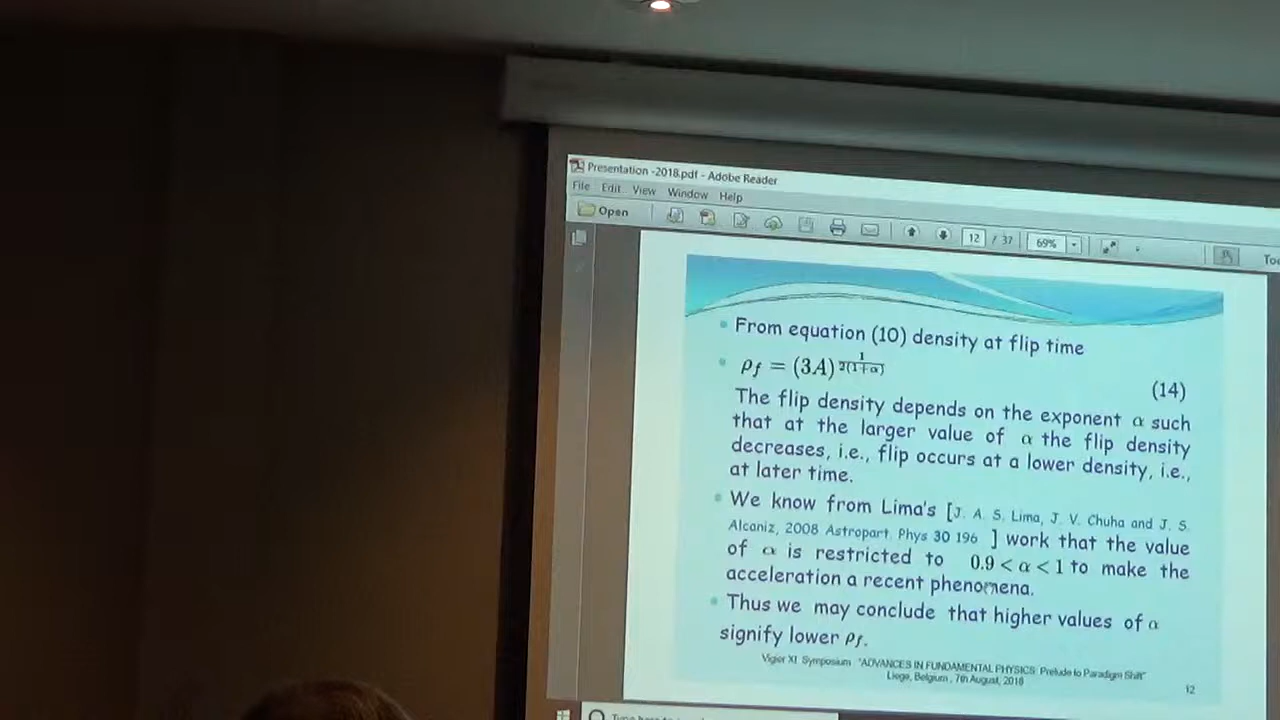 Presentation -2018.pdf - Adobe Reader
File Edit View Window Help
Open 12 / 37 69%
From equation (10) density at flip time
ρf = (3A)^1/2(1+α)
(14)
The flip density depends on the exponent α such
that at the larger value of α the flip density
decreases, i.e., flip occurs at a lower density, i.e.,
at later time.
We know from Lima's [J. A. S. Lima, J. V. Chuha and J. S.
Alcaniz, 2008 Astropart. Phys 30 196 ] work that the value
of α is restricted to 0.9 < α < 1 to make the
acceleration a recent phenomena.
Thus we may conclude that higher values of α
signify lower ρf.
Vigier XI Symposium "ADVANCES IN FUNDAMENTAL PHYSICS: Prelude to Paradigm Shift"
Liege, Belgium , 7th August, 2018
12